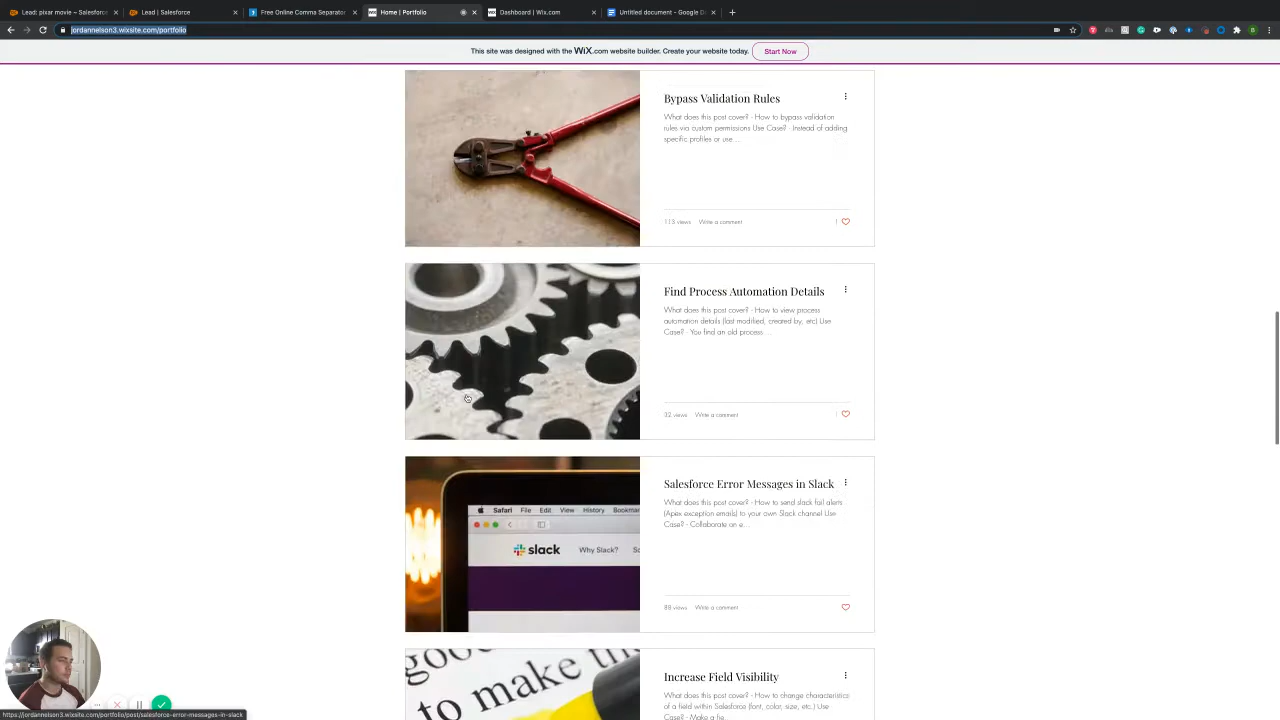 Lead: pixar movie ~ Salesforce
Lead | Salesforce
Free Online Comma Separator
Home | Portfolio
Dashboard | Wix.com
Untitled document - Google D
jordannelson3.wixsite.com/portfolio
This site was designed with the WiX.com website builder. Create your website today.
Start Now
Bypass Validation Rules
What does this post cover? - How to bypass validation
rules via custom permissions Use Case? - Instead of adding
specific profiles or use ...
113 views Write a comment 1
Find Process Automation Details
What does this post cover? - How to view process
automation details (last modified, created by, etc) Use
Case? - You find an old process ...
32 views Write a comment 1
Safari File Edit View History Bookmar
slack Why Slack?
Salesforce Error Messages in Slack
What does this post cover? - How to send slack fail alerts
(Apex exception emails) to your own Slack channel Use
Case? - Collaborate on e...
88 views Write a comment
to make
Increase Field Visibility
What does this post cover? - How to change characteristics
of a field within Salesforce (font, color, size, etc.) Use
Case? - Make a fie...
https://jordannelson3.wixsite.com/portfolio/post/salesforce-error-messages-in-slack